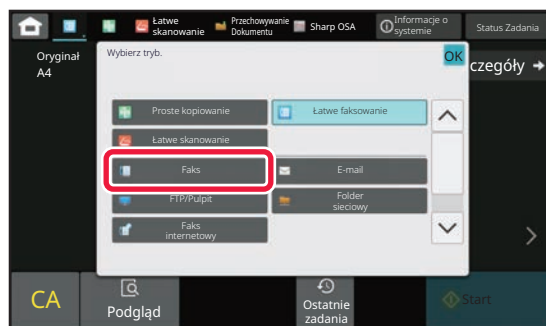 Łatwe
skanowanie
Przechowywanie
Dokumentu
Sharp OSA
Informacje o
systemie
Status Zadania
Oryginał
A4
Wybierz tryb.
OK
czegóły
Proste kopiowanie
Łatwe faksowanie
Łatwe skanowanie
Faks
E-mail
FTP/Pulpit
Folder
sieciowy
Faks
internetowy
CA
Podgląd
Ostatnie
zadania
Start